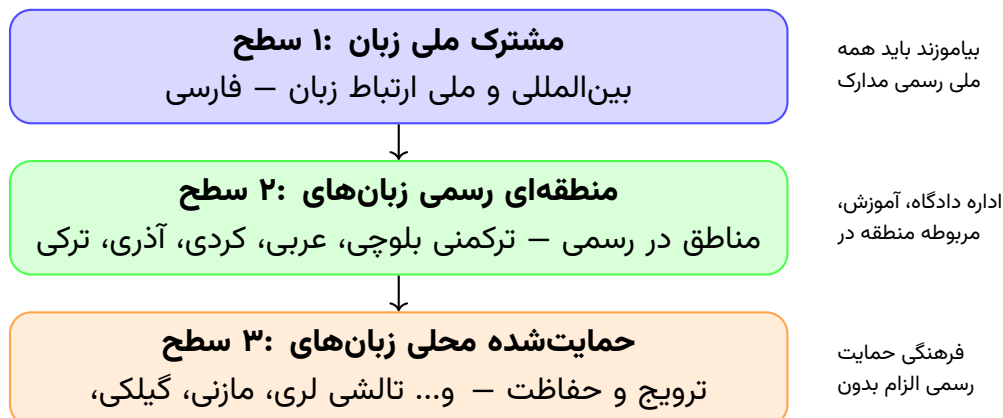 مشترک ملی زبان :۱ سطح
بین‌المللی و ملی ارتباط زبان – فارسی
بیاموزند باید همه
ملی رسمی مدارک
منطقه‌ای رسمی زبان‌های :۲ سطح
مناطق در رسمی – ترکمنی بلوچی، عربی، کردی، آذری، ترکی
اداره دادگاه، آموزش،
مربوطه منطقه در
حمایت‌شده محلی زبان‌های :۳ سطح
ترویج و حفاظت – و... تالشی لری، مازنی، گیلکی،
فرهنگی حمایت
رسمی الزام بدون